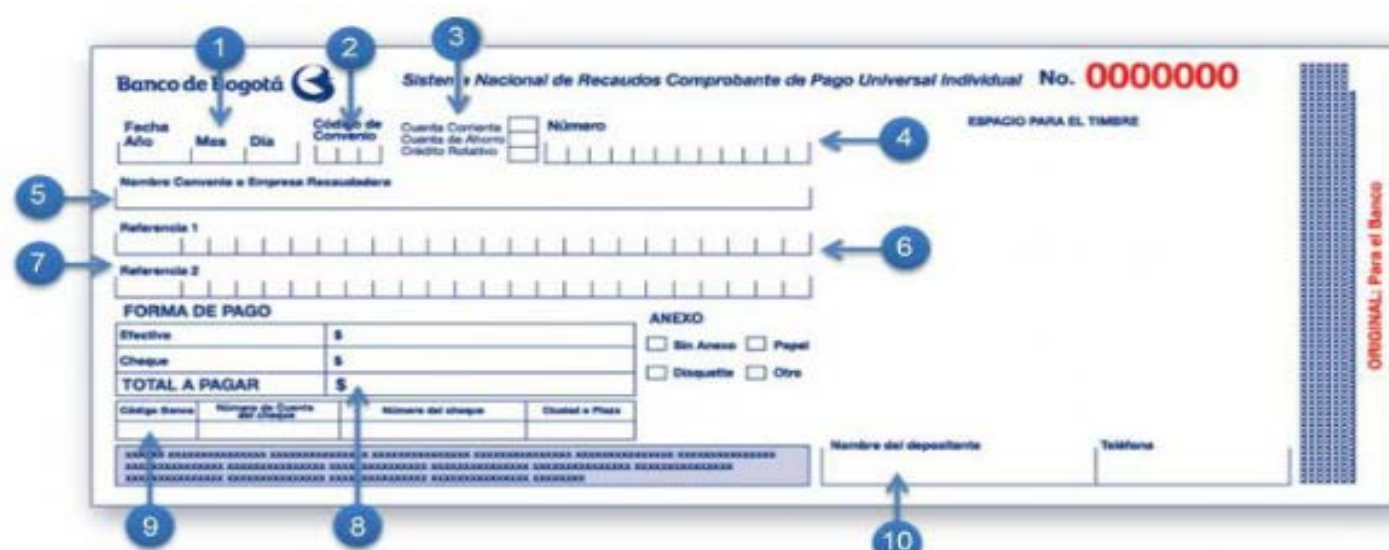 1 2 3
Banco de Bogotá Sistema Nacional de Recaudos Comprobante de Pago Universal Individual No. 0000000
Fecha
Año Mes Día
Código de
Convenio
Cuenta Corriente
Cuenta de Ahorro
Crédito Rotativo
Número
4
ESPACIO PARA EL TIMBRE
5
Nombre Convenio o Empresa Recaudadora
Referencia 1
6
7
Referencia 2
FORMA DE PAGO
Efectivo $
Cheque $
TOTAL A PAGAR $
ANEXO
Sin Anexo Papel
Disquette Otro
Código Banco Número de Cuenta del cheque Número del cheque Ciudad o Plaza
Nombre del depositante Teléfono
9 8 10
ORIGINAL: Para el Banco